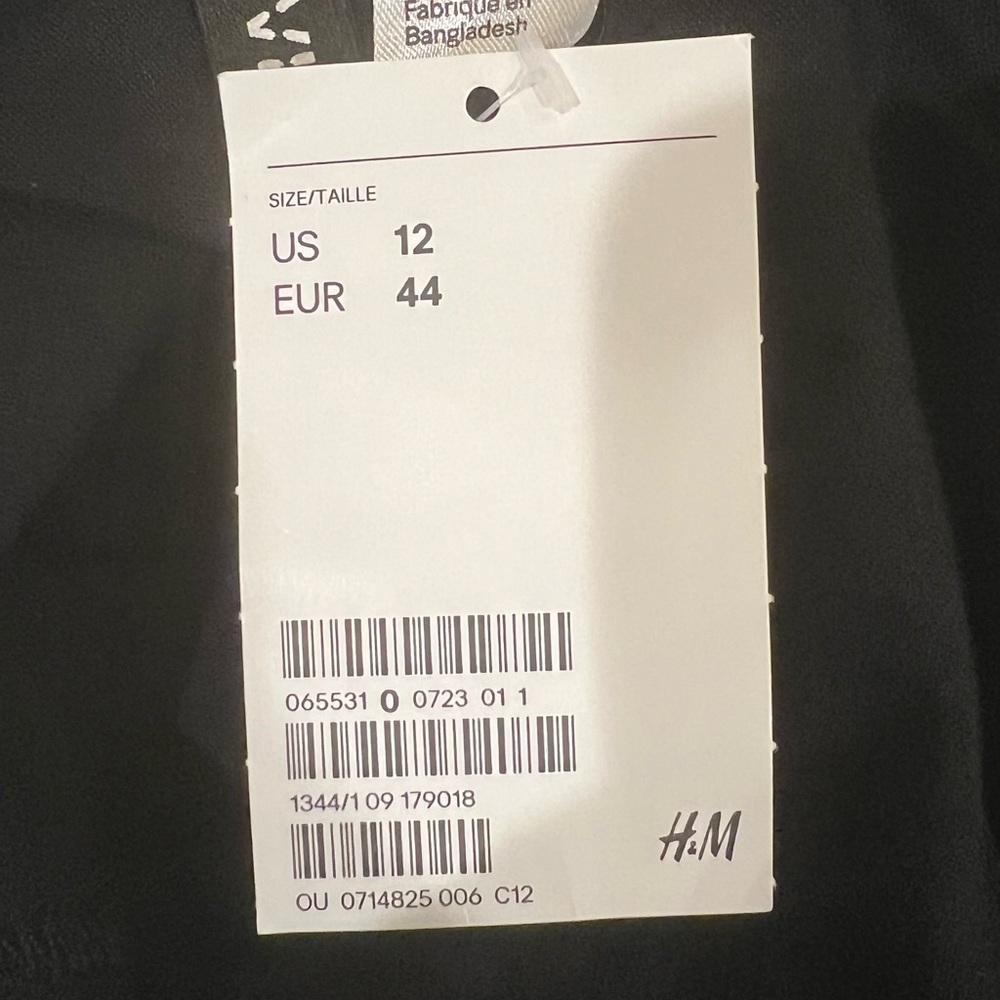 Fabriqué en
Bangladesh
SIZE/TAILLE
US 12
EUR 44
065531 0 0723 01 1
1344/1 09 179018
H&M
OU 0714825 006 C12